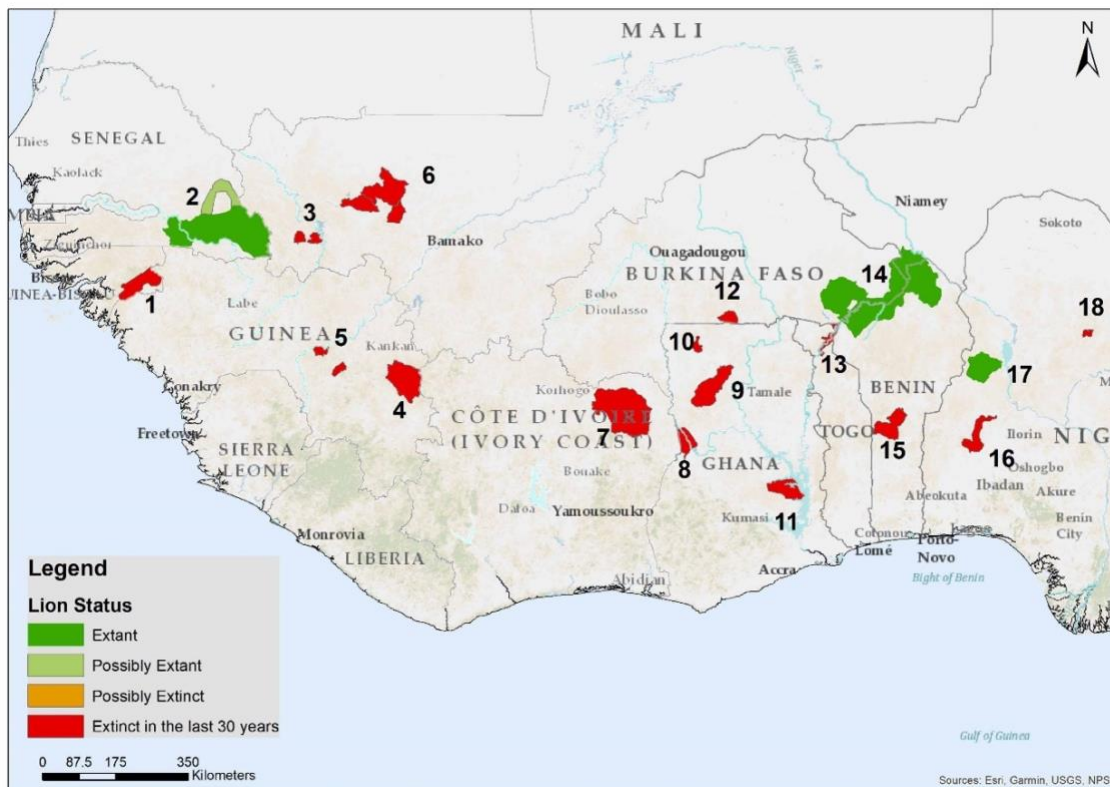 MALI
N
Niger
SENEGAL
Thies
Kaolack
2
6
3
Niamey
Sokoto
Bamako
Ouagadougou
14
BURKINA FASO
1
12
18
Bobo
Dioulasso
Labe
GUINEA
5
Kankan
10
13
17
Conakry
4
Korhogo
9
Tamale
BENIN
Freetown
CÔTE D'IVOIRE
(IVORY COAST)
7
TOGO
NIG
SIERRA
LEONE
8
GHANA
15
16
Ilorin
Oshogbo
Bouake
Ibadan
Abeokuta
Akure
Daloa
Yamoussoukro
Kumasi
11
Benin
City
Monrovia
LIBERIA
Cotonou
Lomé
Porto-
Novo
Lagos
Abidjan
Accra
Bight of Benin
Legend
Lion Status
Extant
Possibly Extant
Possibly Extinct
Extinct in the last 30 years
Gulf of Guinea
0 87.5 175 350
Kilometers
Sources: Esri, Garmin, USGS, NPS